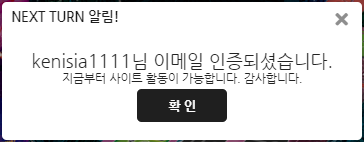 NEXT TURN 알림!
kenisia1111님 이메일 인증되셨습니다.
지금부터 사이트 활동이 가능합니다. 감사합니다.
확 인